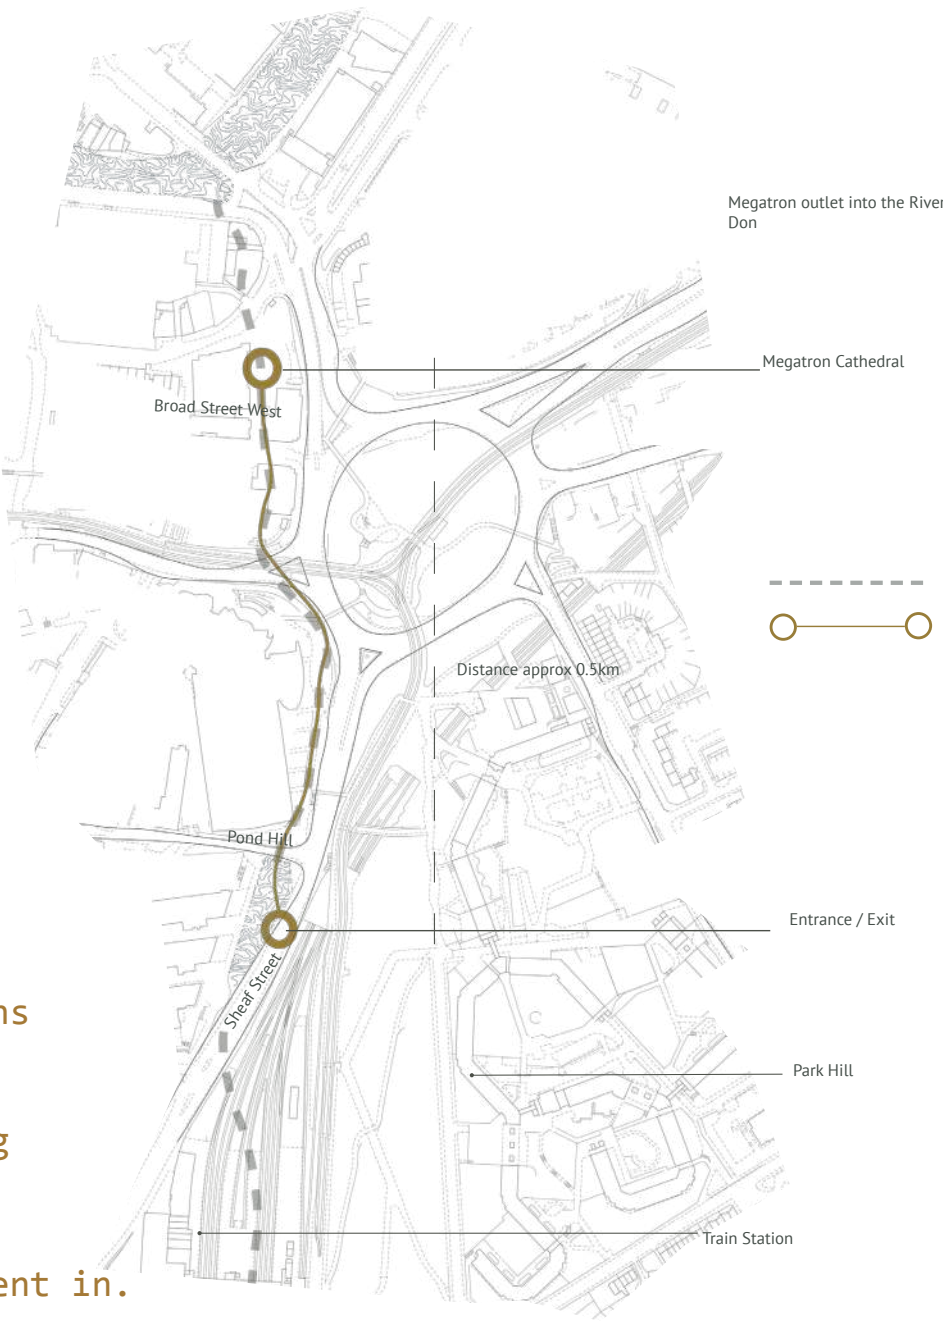 Megatron outlet into the River
Don
Megatron Cathedral
Broad Street West
Distance approx 0.5km
Pond Hill
Entrance / Exit
Sheaf Street
Park Hill
Train Station
ns
g
ent in.